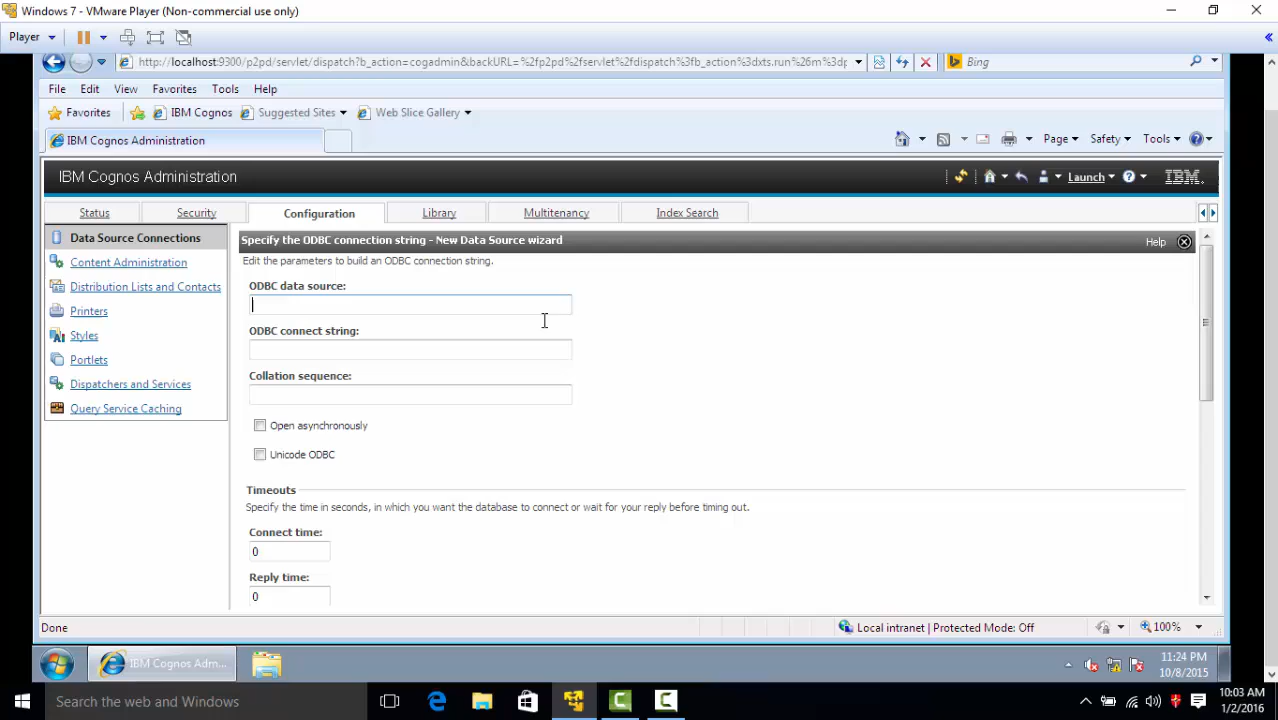 Windows 7 - VMware Player (Non-commercial use only)
Player
http://localhost:9300/p2pd/servlet/dispatch?b_action=cogadmin&backURL=%2fp2pd%2fservlet%2fdispatch%3fb_action%3dxts.run%26m%3dp
Bing
File Edit View Favorites Tools Help
Favorites IBM Cognos Suggested Sites Web Slice Gallery
IBM Cognos Administration
Page Safety Tools
IBM Cognos Administration
Launch
IBM.
Status Security Configuration Library Multitenancy Index Search
Data Source Connections
Content Administration
Distribution Lists and Contacts
Printers
Styles
Portlets
Dispatchers and Services
Query Service Caching
Specify the ODBC connection string - New Data Source wizard
Help
Edit the parameters to build an ODBC connection string.
ODBC data source:
ODBC connect string:
Collation sequence:
Open asynchronously
Unicode ODBC
Timeouts
Specify the time in seconds, in which you want the database to connect or wait for your reply before timing out.
Connect time:
0
Reply time:
0
Done
Local intranet | Protected Mode: Off
100%
IBM Cognos Adm...
11:24 PM
10/8/2015
Search the web and Windows
10:03 AM
1/2/2016